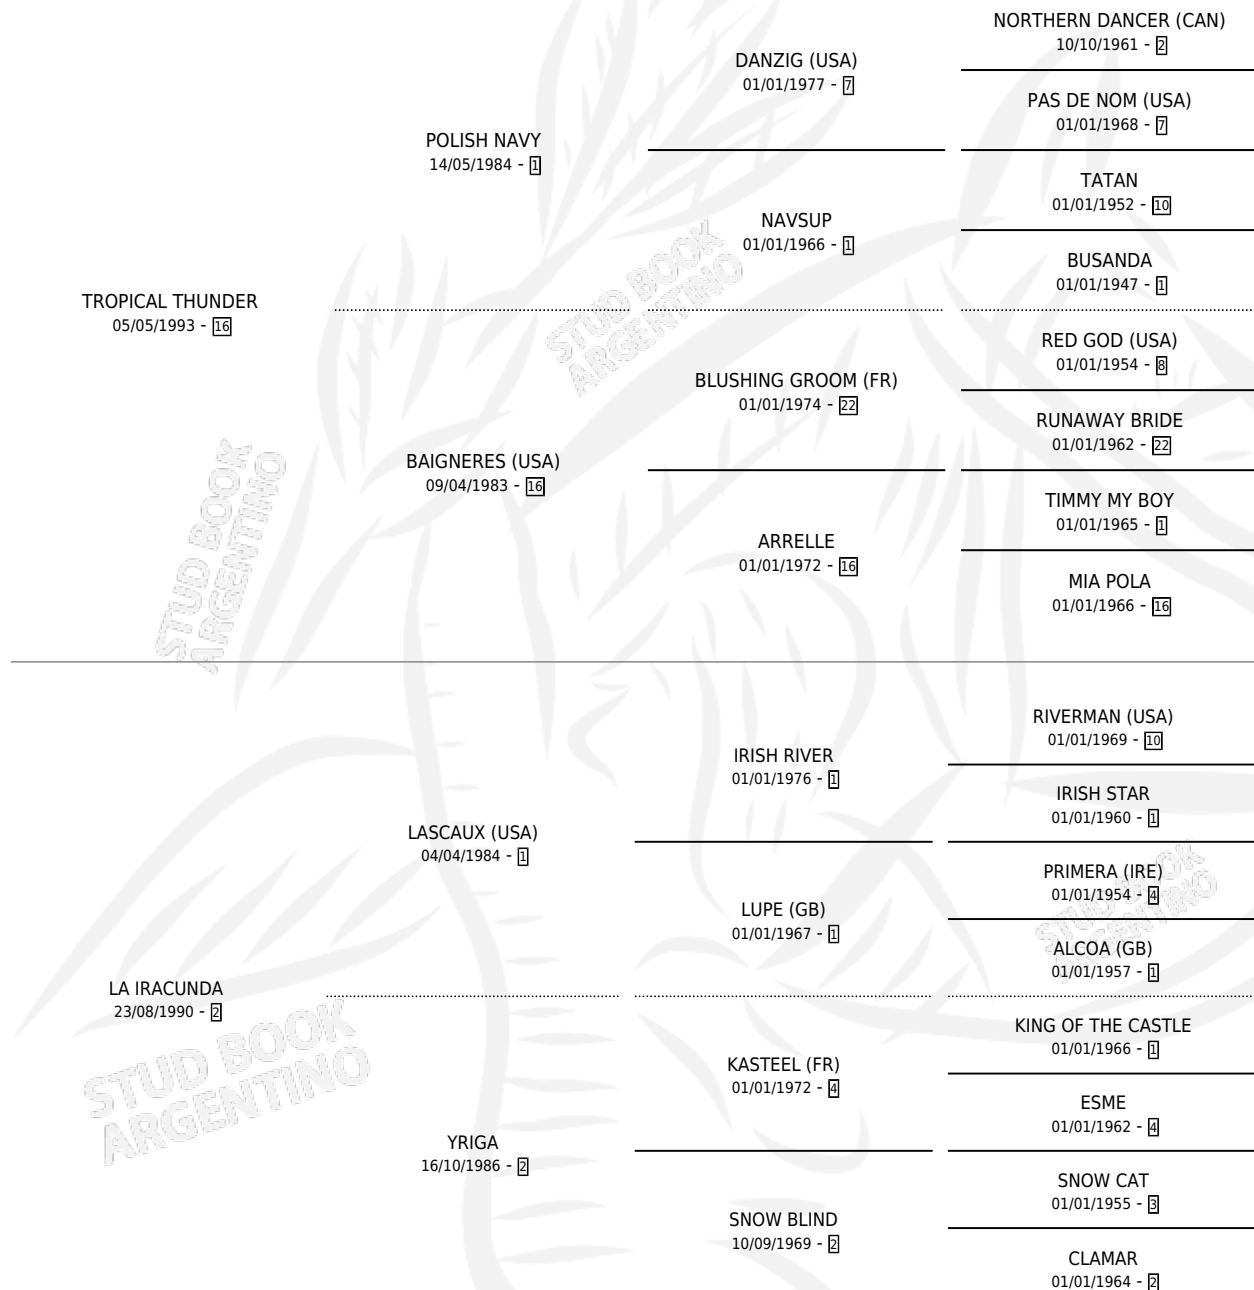 NORTHERN DANCER (CAN)
10/10/1961 - 2
DANZIG (USA)
01/01/1977 - 7
PAS DE NOM (USA)
01/01/1968 - 7
POLISH NAVY
14/05/1984 - 1
TATAN
01/01/1952 - 10
NAVSUP
01/01/1966 - 1
BUSANDA
01/01/1947 - 1
TROPICAL THUNDER
05/05/1993 - 16
RED GOD (USA)
01/01/1954 - 8
BLUSHING GROOM (FR)
01/01/1974 - 22
RUNAWAY BRIDE
01/01/1962 - 22
BAIGNERES (USA)
09/04/1983 - 16
TIMMY MY BOY
01/01/1965 - 1
ARRELLE
01/01/1972 - 16
MIA POLA
01/01/1966 - 16
RIVERMAN (USA)
01/01/1969 - 10
IRISH RIVER
01/01/1976 - 1
IRISH STAR
01/01/1960 - 1
LASCAUX (USA)
04/04/1984 - 1
PRIMERA (IRE)
01/01/1954 - 4
LUPE (GB)
01/01/1967 - 1
ALCOA (GB)
01/01/1957 - 1
LA IRACUNDA
23/08/1990 - 2
KING OF THE CASTLE
01/01/1966 - 1
KASTEEL (FR)
01/01/1972 - 4
ESME
01/01/1962 - 4
YRIGA
16/10/1986 - 2
SNOW CAT
01/01/1955 - 3
SNOW BLIND
10/09/1969 - 2
CLAMAR
01/01/1964 - 2
STUD BOOK
ARGENTINO
STUD BOOK
ARGENTINO
STUD BOOK
ARGENTINO
STUD BOOK
ARGENTINO